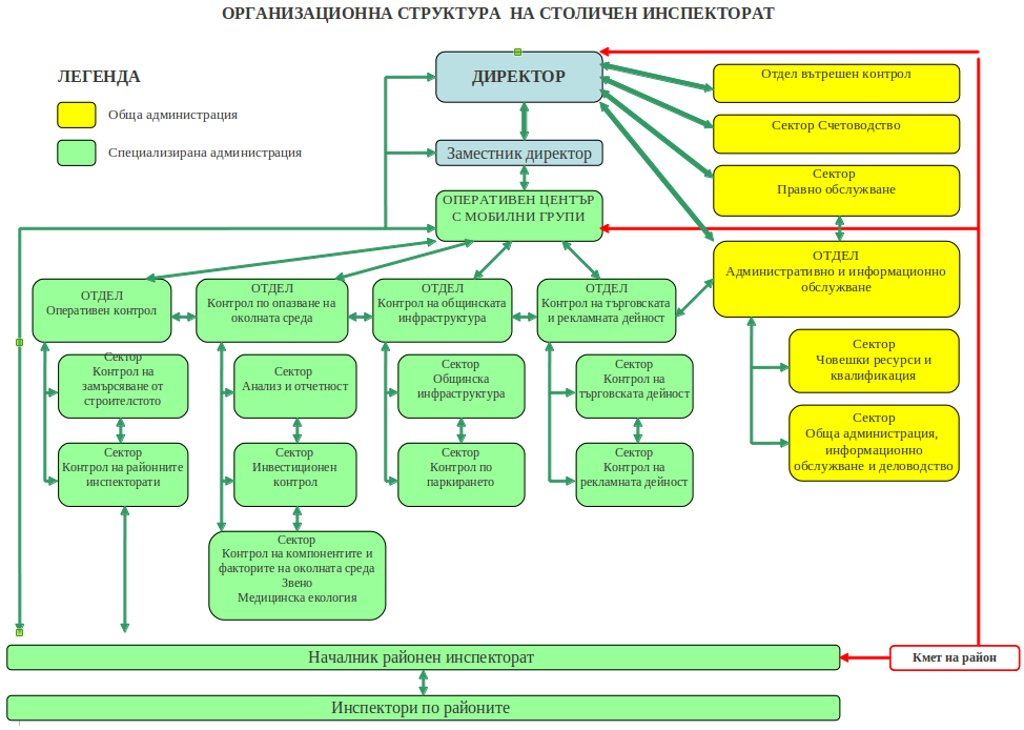 ОРГАНИЗАЦИОННА СТРУКТУРА НА СТОЛИЧЕН ИНСПЕКТОРАТ
ЛЕГЕНДА
Обща администрация
Специализирана администрация
ДИРЕКТОР
Заместник директор
ОПЕРАТИВЕН ЦЕНТЪР
С МОБИЛНИ ГРУПИ
Отдел вътрешен контрол
Сектор Счетоводство
Сектор
Правно обслужване
ОТДЕЛ
Административно и информационно
обслужване
Сектор
Човешки ресурси и
квалификация
Сектор
Обща администрация,
информационно
обслужване и деловодство
ОТДЕЛ
Оперативен контрол
ОТДЕЛ
Контрол по опазване на
околната среда
ОТДЕЛ
Контрол на общинската
инфраструктура
ОТДЕЛ
Контрол на търговската
и рекламната дейност
Сектор
Контрол на
замърсяване от
строителстото
Сектор
Анализ и отчетност
Сектор
Общинска
инфраструктура
Сектор
Контрол на
търговската дейност
Сектор
Контрол на районните
инспекторати
Сектор
Инвестиционен
контрол
Сектор
Контрол по
паркирането
Сектор
Контрол на
рекламната дейност
Сектор
Контрол на компонентите и
факторите на околната среда
Звено
Медицинска екология
Началник районен инспекторат
Кмет на район
Инспектори по районите